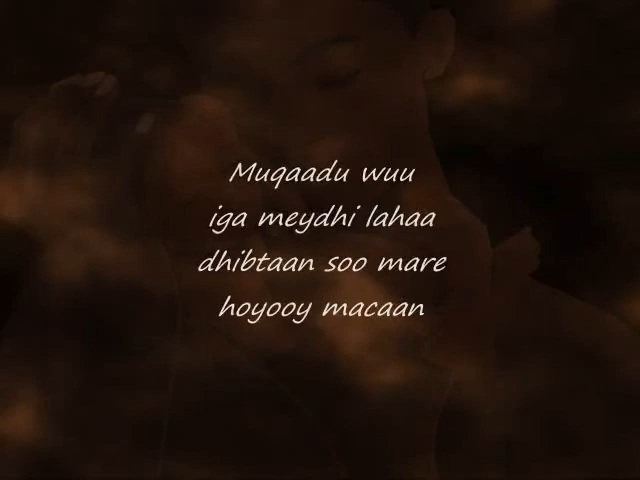 Muqaadu wuu
iga meydhi lahaa
dhibtaan soo mare
hoyooy macaan